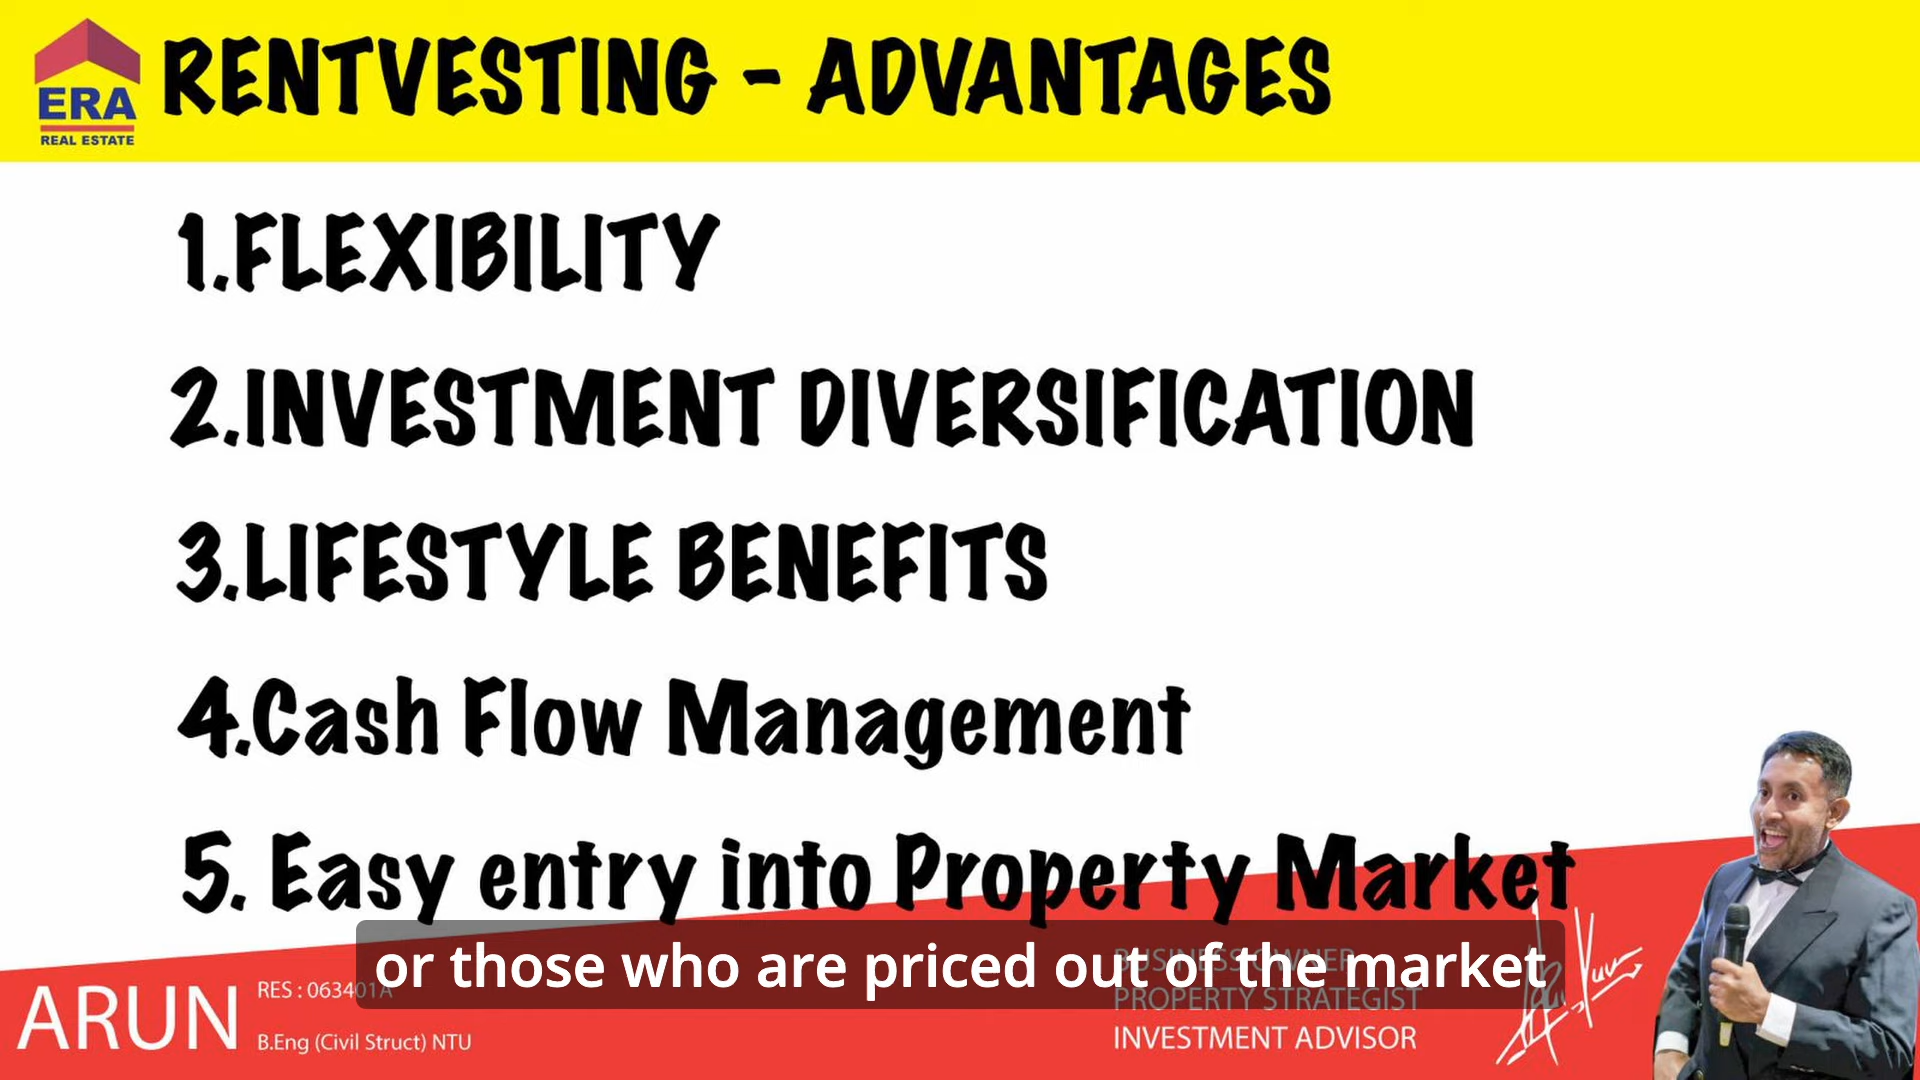 ERA
REAL ESTATE
RENTVESTING - ADVANTAGES
1.FLEXIBILITY
2.INVESTMENT DIVERSIFICATION
3.LIFESTYLE BENEFITS
4.Cash Flow Management
5. Easy entry into Property Market
or those who are priced out of the market
ARUN
RES : 063401A
B.Eng (Civil Struct) NTU
BUSINESS OWNER
PROPERTY STRATEGIST
INVESTMENT ADVISOR